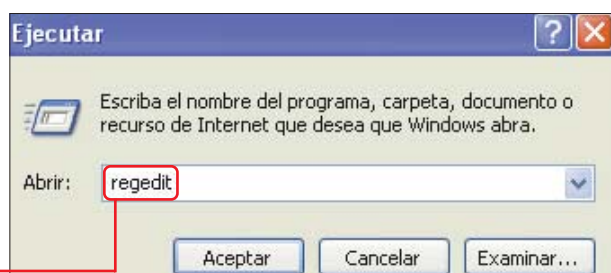 Ejecutar
Escriba el nombre del programa, carpeta, documento o
recurso de Internet que desea que Windows abra.
Abrir: regedit
Aceptar Cancelar Examinar...